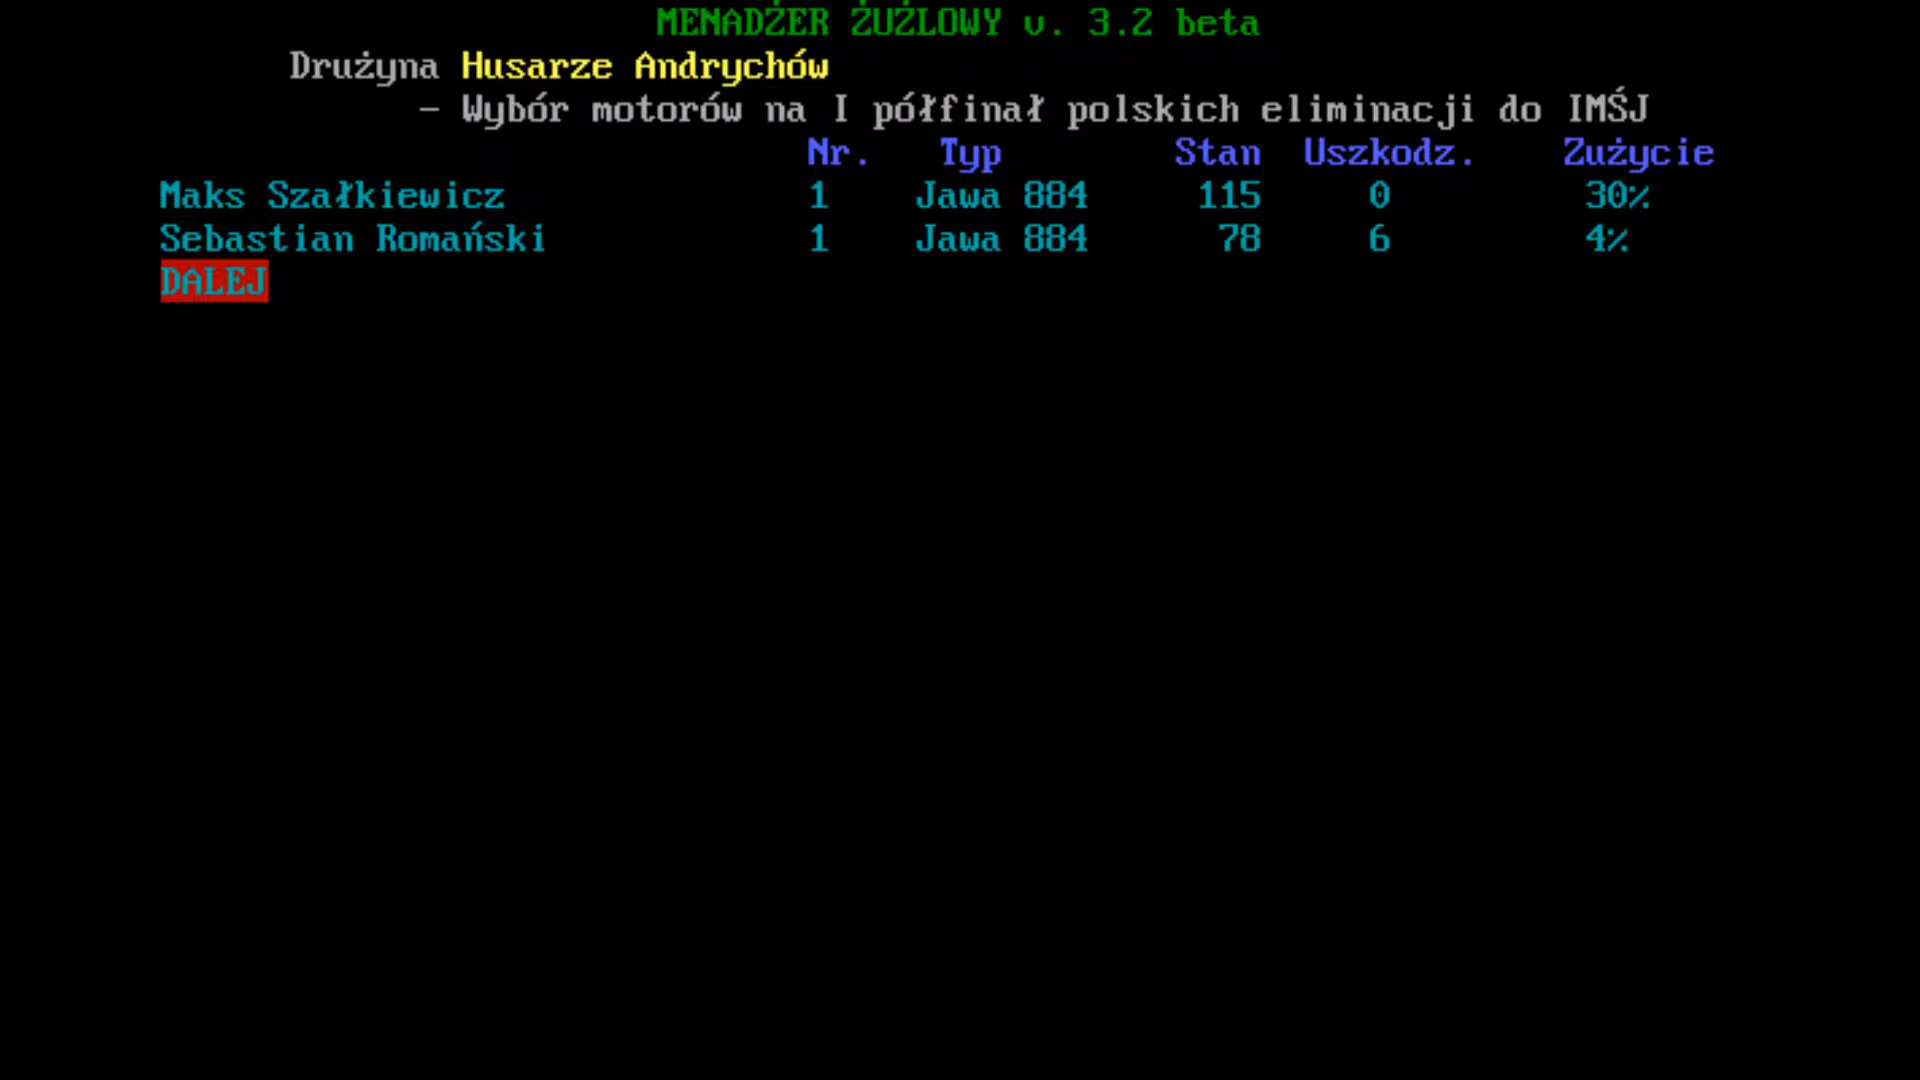 MENADŻER ŻUŻLOWY v. 3.2 beta
Drużyna Husarze Andrychów
- Wybór motorów na I półfinał polskich eliminacji do IMŚJ
Nr. Typ Stan Uszkodz. Zużycie
Maks Szałkiewicz 1 Jawa 884 115 0 30%
Sebastian Romański 1 Jawa 884 78 6 4%
DALEJ